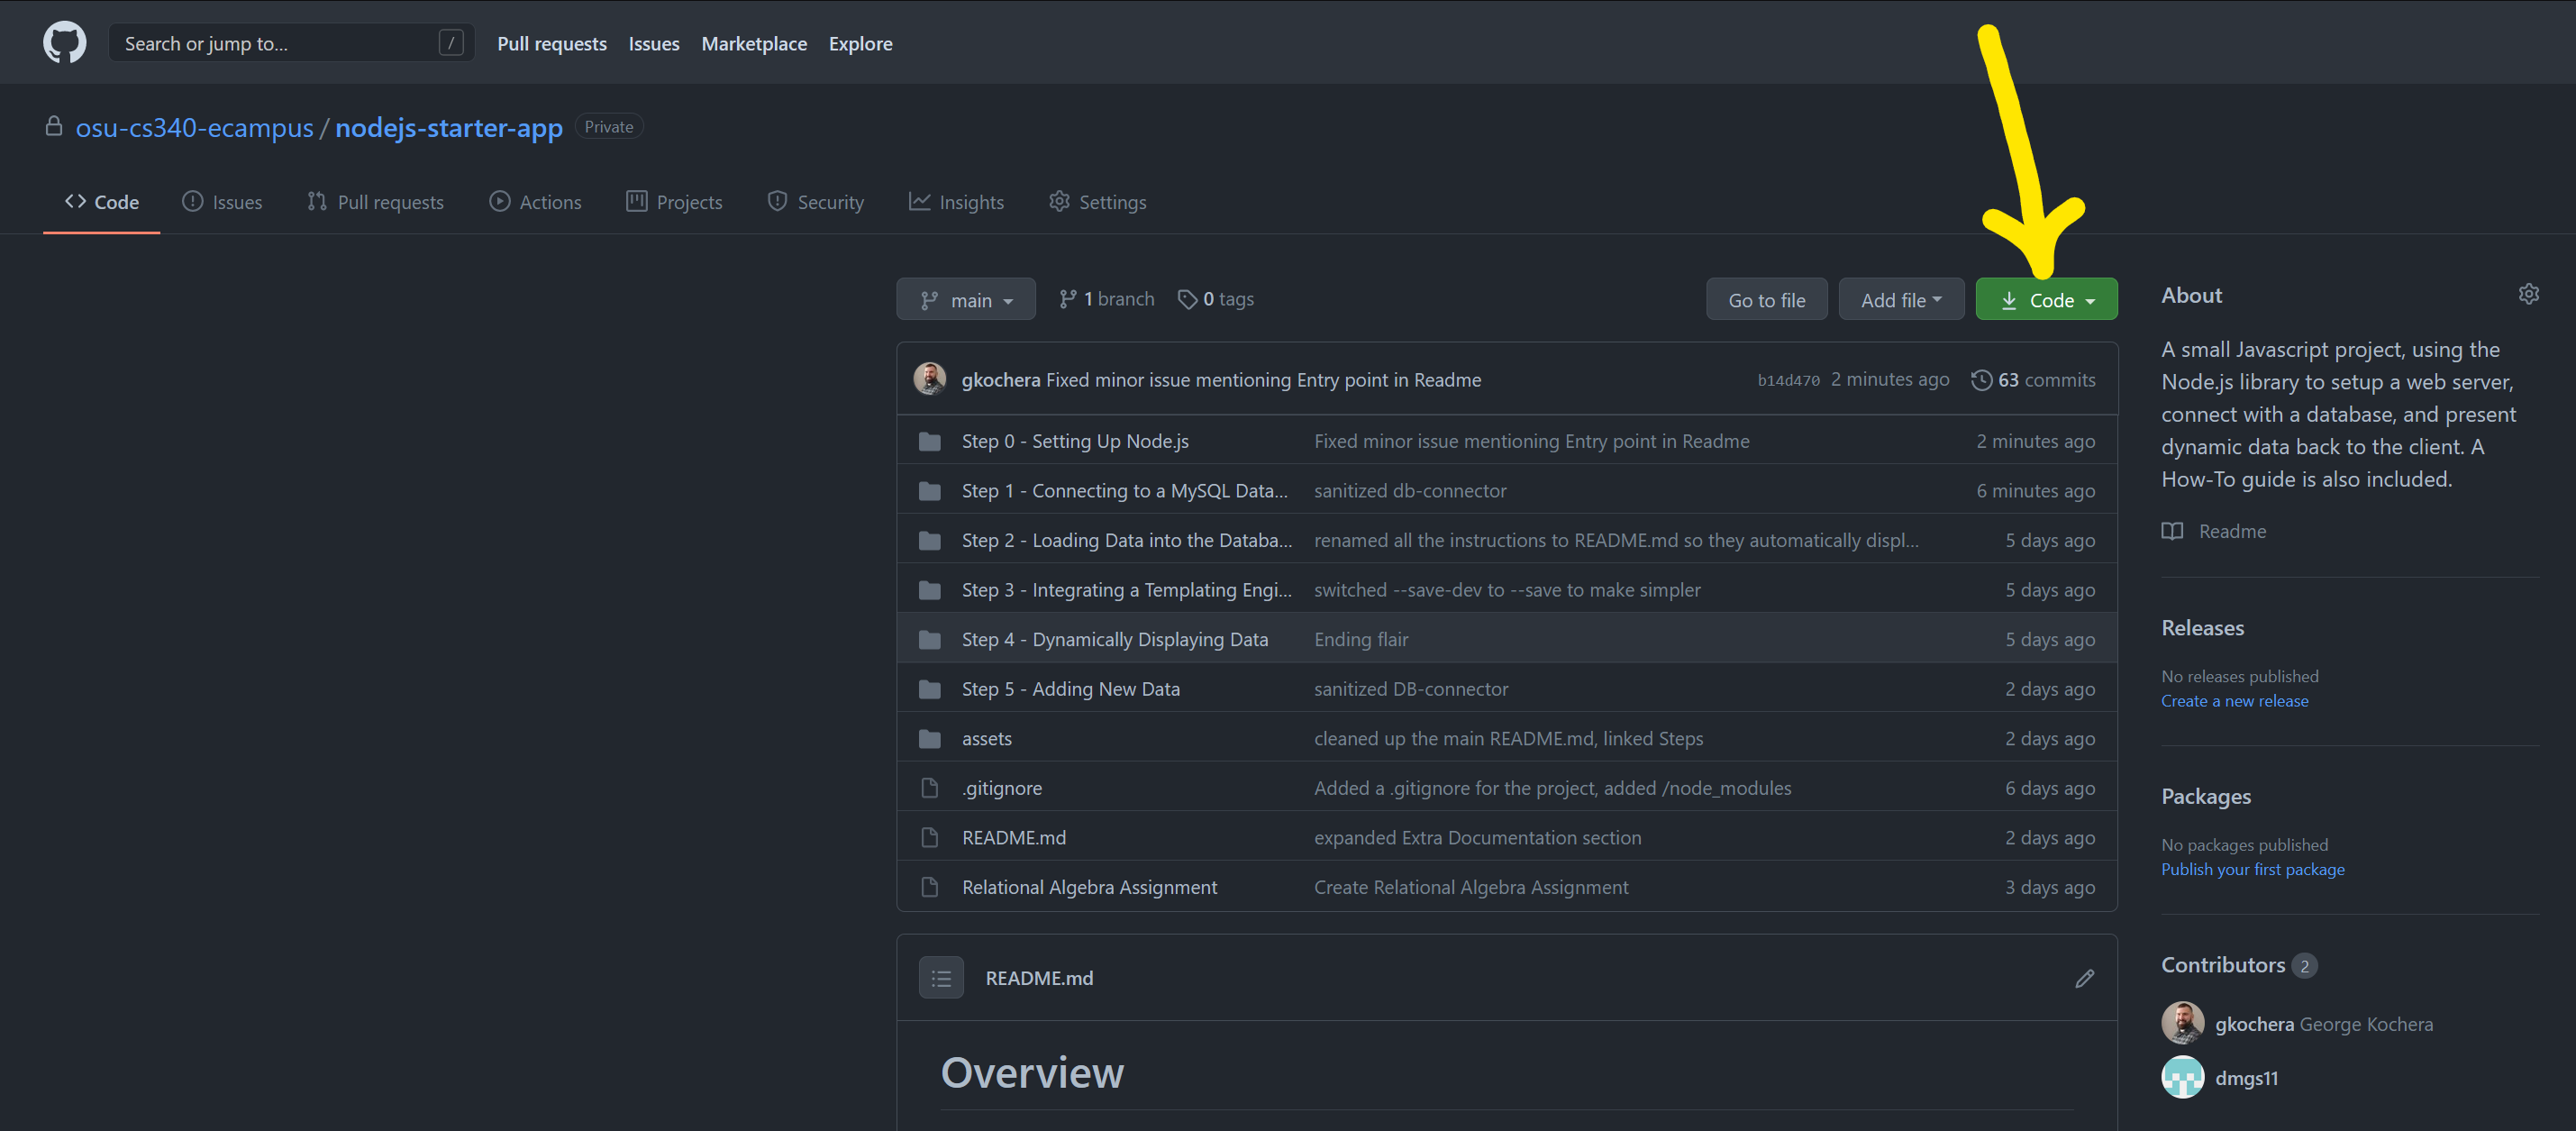 Search or jump to... /
Pull requests Issues Marketplace Explore
osu-cs340-ecampus / nodejs-starter-app Private
Code Issues Pull requests Actions Projects Security Insights Settings
main 1 branch 0 tags Go to file Add file Code
gkochera Fixed minor issue mentioning Entry point in Readme b14d470 2 minutes ago 63 commits
Step 0 - Setting Up Node.js Fixed minor issue mentioning Entry point in Readme 2 minutes ago
Step 1 - Connecting to a MySQL Data... sanitized db-connector 6 minutes ago
Step 2 - Loading Data into the Databa... renamed all the instructions to README.md so they automatically displ... 5 days ago
Step 3 - Integrating a Templating Engi... switched --save-dev to --save to make simpler 5 days ago
Step 4 - Dynamically Displaying Data Ending flair 5 days ago
Step 5 - Adding New Data sanitized DB-connector 2 days ago
assets cleaned up the main README.md, linked Steps 2 days ago
.gitignore Added a .gitignore for the project, added /node_modules 6 days ago
README.md expanded Extra Documentation section 2 days ago
Relational Algebra Assignment Create Relational Algebra Assignment 3 days ago
README.md
Overview
About
A small Javascript project, using the
Node.js library to setup a web server,
connect with a database, and present
dynamic data back to the client. A
How-To guide is also included.
Readme
Releases
No releases published
Create a new release
Packages
No packages published
Publish your first package
Contributors 2
gkochera George Kochera
dmgs11